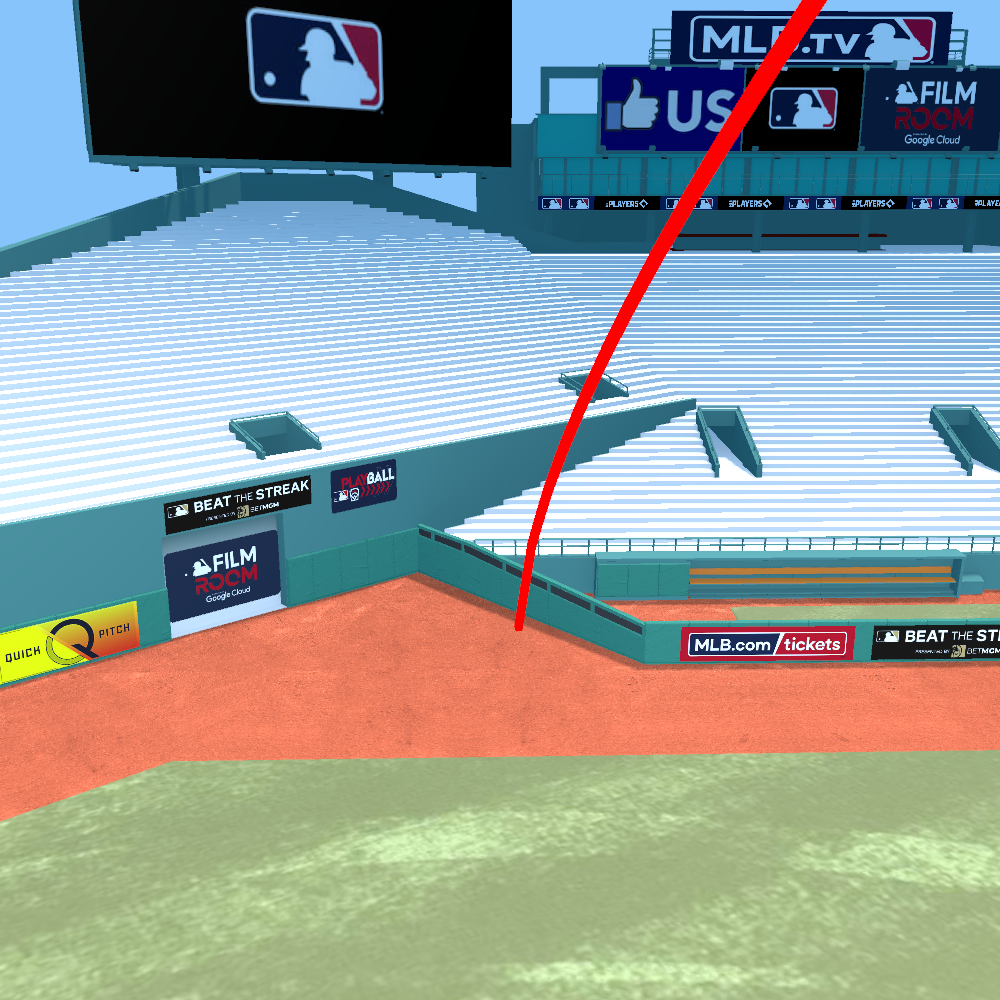 MLB.TV
US
FILM
ROOM
Google Cloud
PLAYERS
PLAYERS
PLAYERS
BEAT THE STREAK
PRESENTED BY BETMGM
PLAY BALL
FILM
ROOM
Google Cloud
QUICK PITCH
MLB.com/tickets
BEAT THE
PRESENTED BY BETMGM